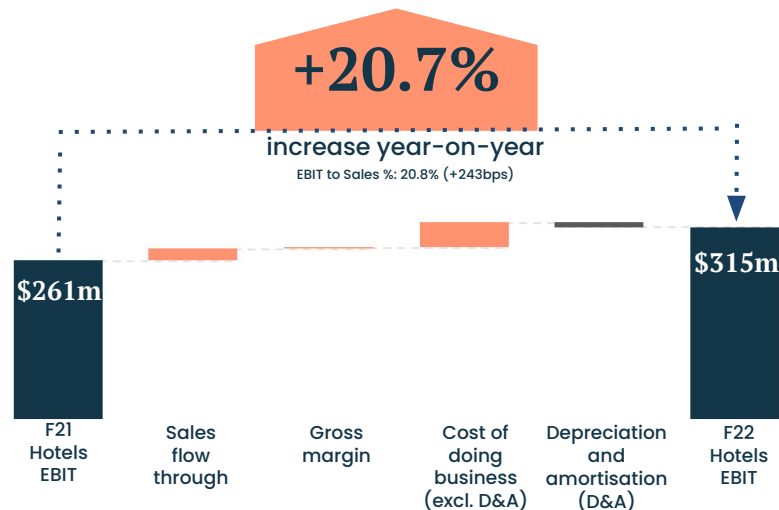 +20.7%
increase year-on-year
EBIT to Sales %: 20.8% (+243bps)
$261m
$315m
F21
Hotels
EBIT
Sales
flow
through
Gross
margin
Cost of
doing
business
(excl. D&A)
Depreciation
and
amortisation
(D&A)
F22
Hotels
EBIT